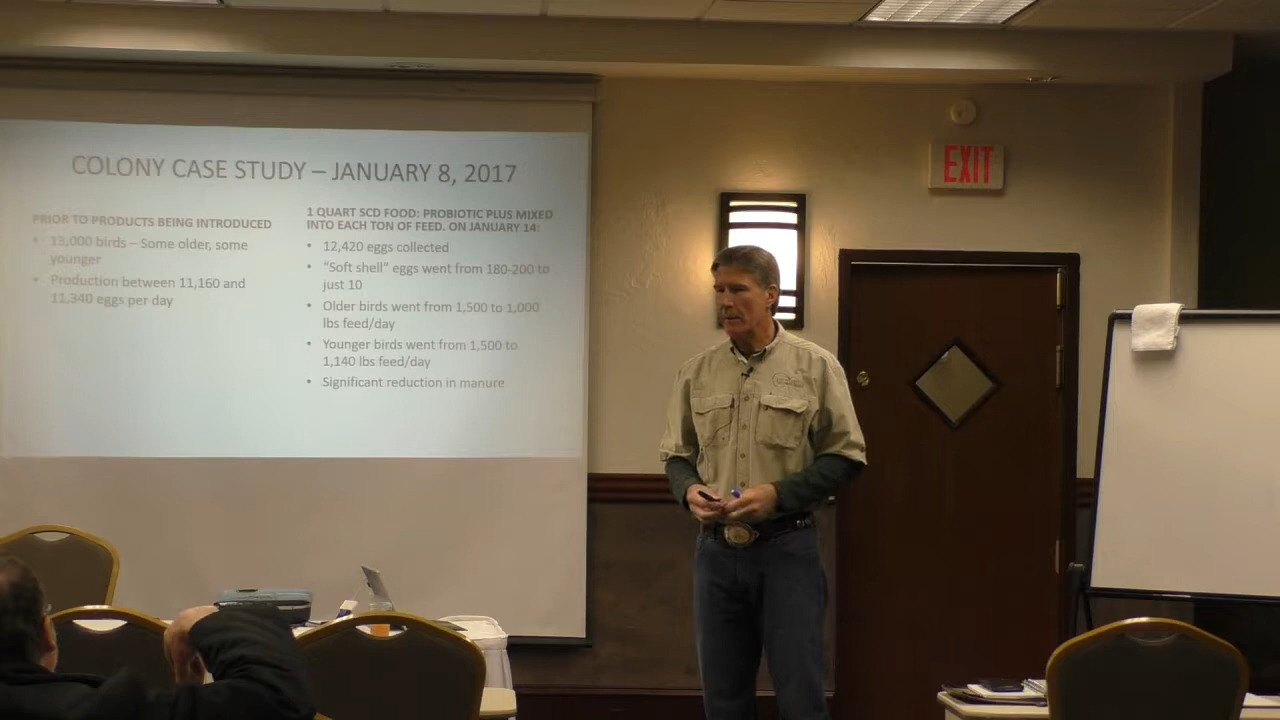 COLONY CASE STUDY – JANUARY 8, 2017
PRIOR TO PRODUCTS BEING INTRODUCED
• 13,000 birds – Some older, some
younger
• Production between 11,160 and
11,340 eggs per day
1 QUART SCD FOOD: PROBIOTIC PLUS MIXED
INTO EACH TON OF FEED. ON JANUARY 14:
• 12,420 eggs collected
• "Soft shell" eggs went from 180-200 to
just 10
• Older birds went from 1,500 to 1,000
lbs feed/day
• Younger birds went from 1,500 to
1,140 lbs feed/day
• Significant reduction in manure
EXIT